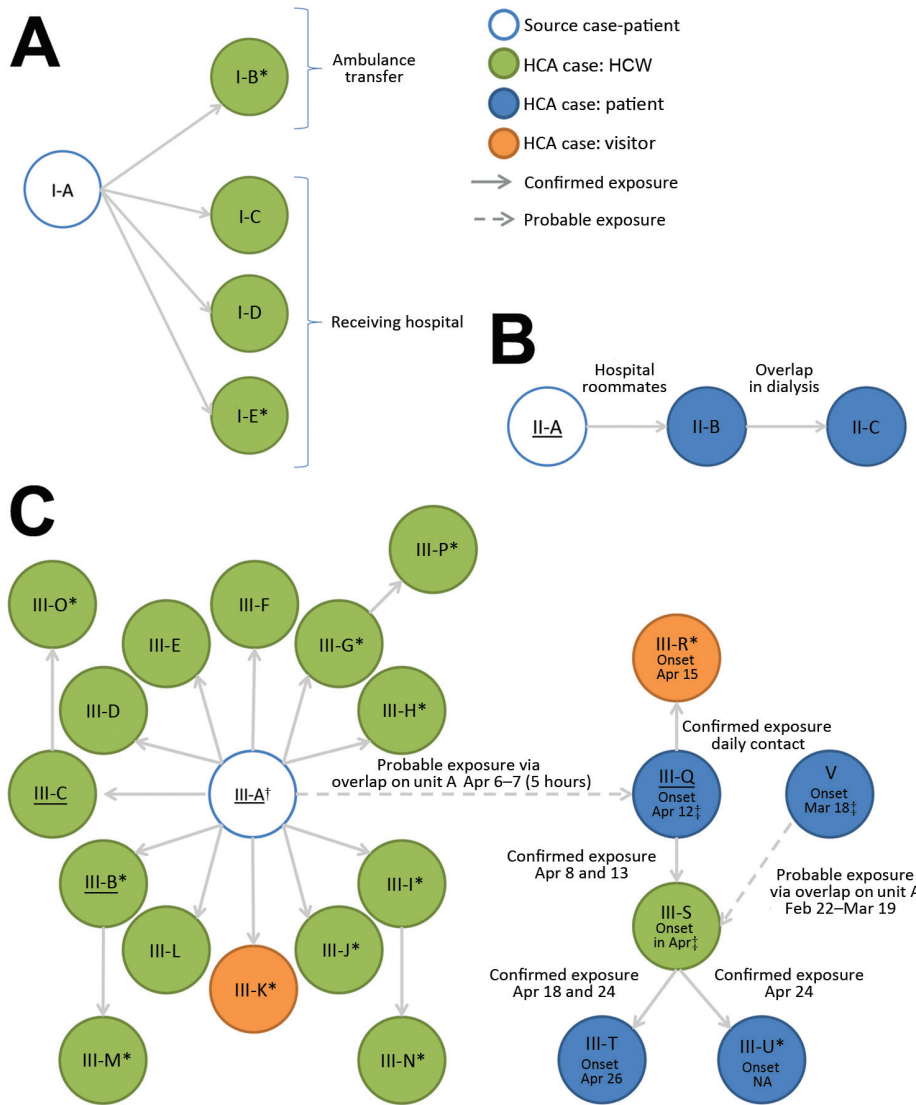 A
I-A
I-B*
I-C
I-D
I-E*
Ambulance
transfer
Receiving hospital
Source case-patient
HCA case: HCW
HCA case: patient
HCA case: visitor
Confirmed exposure
Probable exposure
B
II-A
Hospital
roommates
II-B
Overlap
in dialysis
II-C
C
III-P*
III-O*
III-F
III-E
III-G*
III-D
III-H*
III-C
III-A†
III-B*
III-I*
III-L
III-J*
III-K*
III-M*
III-N*
Probable exposure via
overlap on unit A Apr 6–7 (5 hours)
III-R*
Onset
Apr 15
Confirmed exposure
daily contact
III-Q
Onset
Apr 12‡
V
Onset
Mar 18‡
Confirmed exposure
Apr 8 and 13
Probable exposure
via overlap on unit A
Feb 22–Mar 19
III-S
Onset
in Apr‡
Confirmed exposure
Apr 18 and 24
Confirmed exposure
Apr 24
III-T
Onset
Apr 26
III-U*
Onset
NA